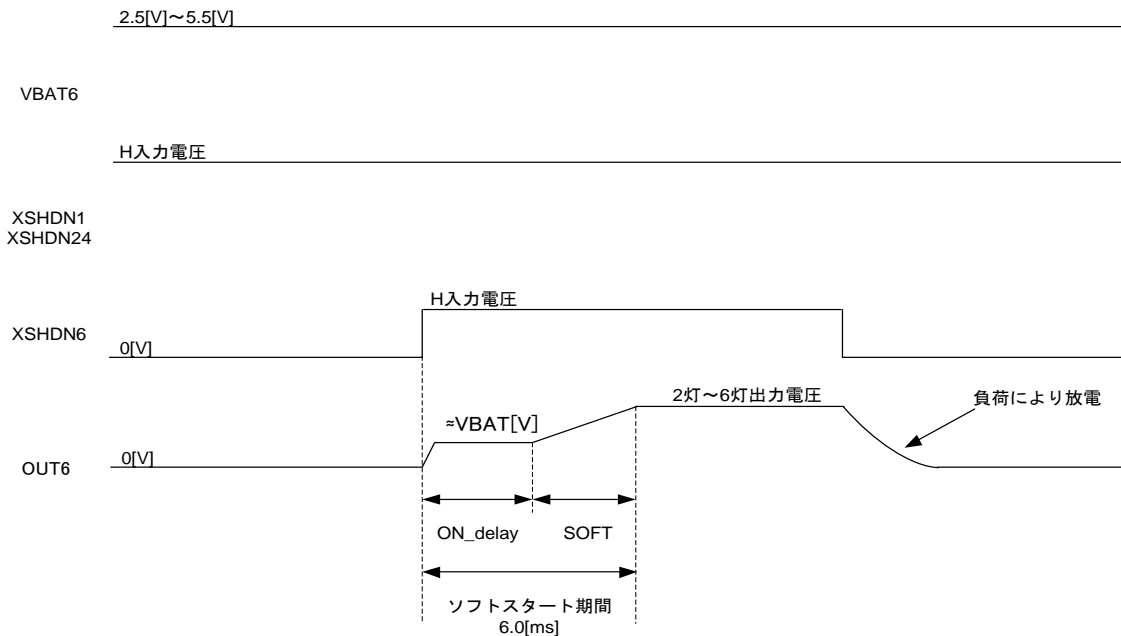 2.5[V]～5.5[V]
VBAT6
H入力電圧
XSHDN1
XSHDN24
H入力電圧
XSHDN6
0[V]
2灯～6灯出力電圧
負荷により放電
≈VBAT[V]
OUT6
0[V]
ON_delay
SOFT
ソフトスタート期間
6.0[ms]